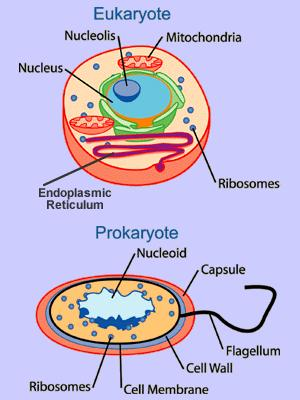 Eukaryote
Nucleolis
Mitochondria
Nucleus
Ribosomes
Endoplasmic
Reticulum
Prokaryote
Nucleoid
Capsule
Flagellum
Cell Wall
Ribosomes
Cell Membrane